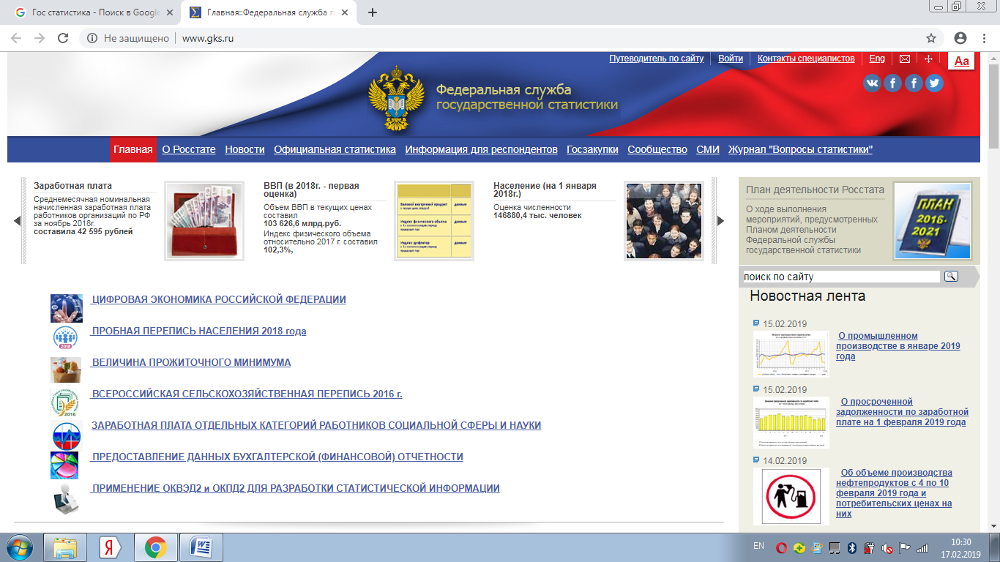 Гос статистика - Поиск в Google
Главная::Федеральная служба го
Не защищено
www.gks.ru
Путеводитель по сайту
Войти
Контакты специалистов
Eng
Aa
Федеральная служба
государственной статистики
Главная
О Росстате
Новости
Официальная статистика
Информация для респондентов
Госзакупки
Сообщество
СМИ
Журнал "Вопросы статистики"
Заработная плата
Среднемесячная номинальная
начисленная заработная плата
работников организаций по РФ
за ноябрь 2018г.
составила 42 595 рублей
ВВП (в 2018г. - первая
оценка)
Объем ВВП в текущих ценах
составил
103 626,6 млрд.руб.
Индекс физического объема
относительно 2017 г. составил
102,3%,
Население (на 1 января
2018г.)
Оценка численности
146880,4 тыс. человек
План деятельности Росстата
О ходе выполнения
мероприятий, предусмотренных
Планом деятельности
Федеральной службы
государственной статистики
ПЛАН
2016-
2021
поиск по сайту
Новостная лента
15.02.2019
О промышленном
производстве в январе 2019
года
15.02.2019
О просроченной
задолженности по заработной
плате на 1 февраля 2019 года
14.02.2019
Об объеме производства
нефтепродуктов с 4 по 10
февраля 2019 года и
потребительских ценах на
них
ЦИФРОВАЯ ЭКОНОМИКА РОССИЙСКОЙ ФЕДЕРАЦИИ
ПРОБНАЯ ПЕРЕПИСЬ НАСЕЛЕНИЯ 2018 года
ВЕЛИЧИНА ПРОЖИТОЧНОГО МИНИМУМА
ВСЕРОССИЙСКАЯ СЕЛЬСКОХОЗЯЙСТВЕННАЯ ПЕРЕПИСЬ 2016 г.
ЗАРАБОТНАЯ ПЛАТА ОТДЕЛЬНЫХ КАТЕГОРИЙ РАБОТНИКОВ СОЦИАЛЬНОЙ СФЕРЫ И НАУКИ
ПРЕДОСТАВЛЕНИЕ ДАННЫХ БУХГАЛТЕРСКОЙ (ФИНАНСОВОЙ) ОТЧЕТНОСТИ
ПРИМЕНЕНИЕ ОКВЭД2 и ОКПД2 ДЛЯ РАЗРАБОТКИ СТАТИСТИЧЕСКОЙ ИНФОРМАЦИИ
EN
10:30
17.02.2019